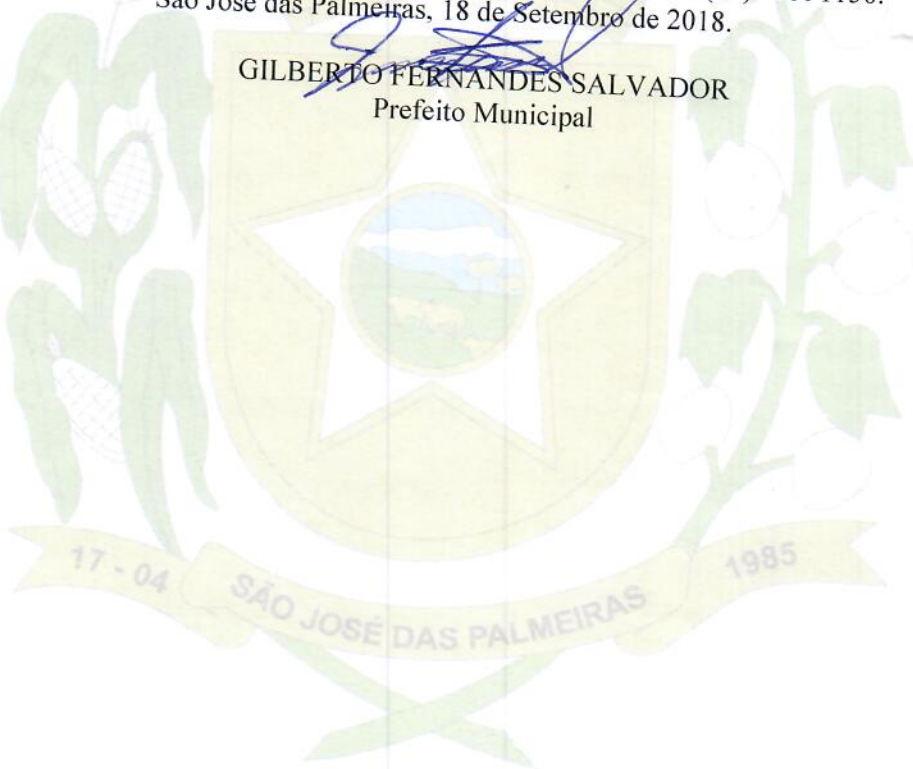 São José das Palmeiras, 18 de Setembro de 2018.
GILBERTO FERNANDES SALVADOR
Prefeito Municipal
17 - 04
SÃO JOSÉ DAS PALMEIRAS
1985